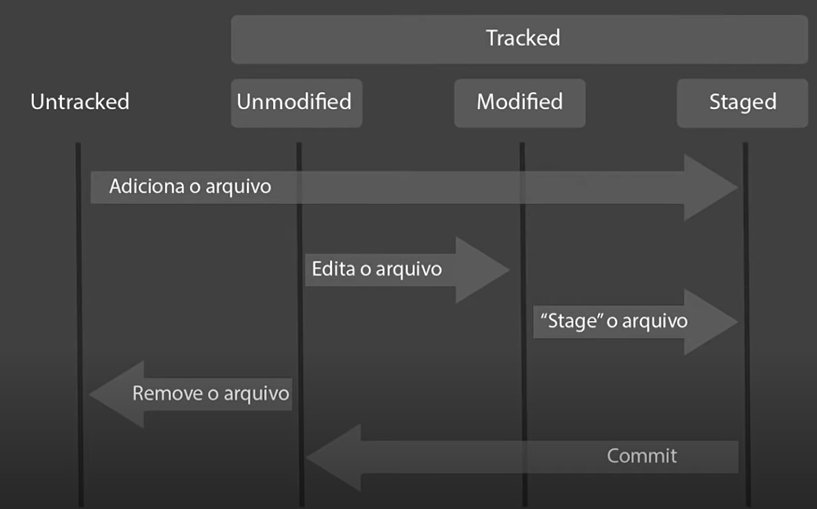 Tracked
Untracked
Unmodified
Modified
Staged
Adiciona o arquivo
Edita o arquivo
“Stage” o arquivo
Remove o arquivo
Commit